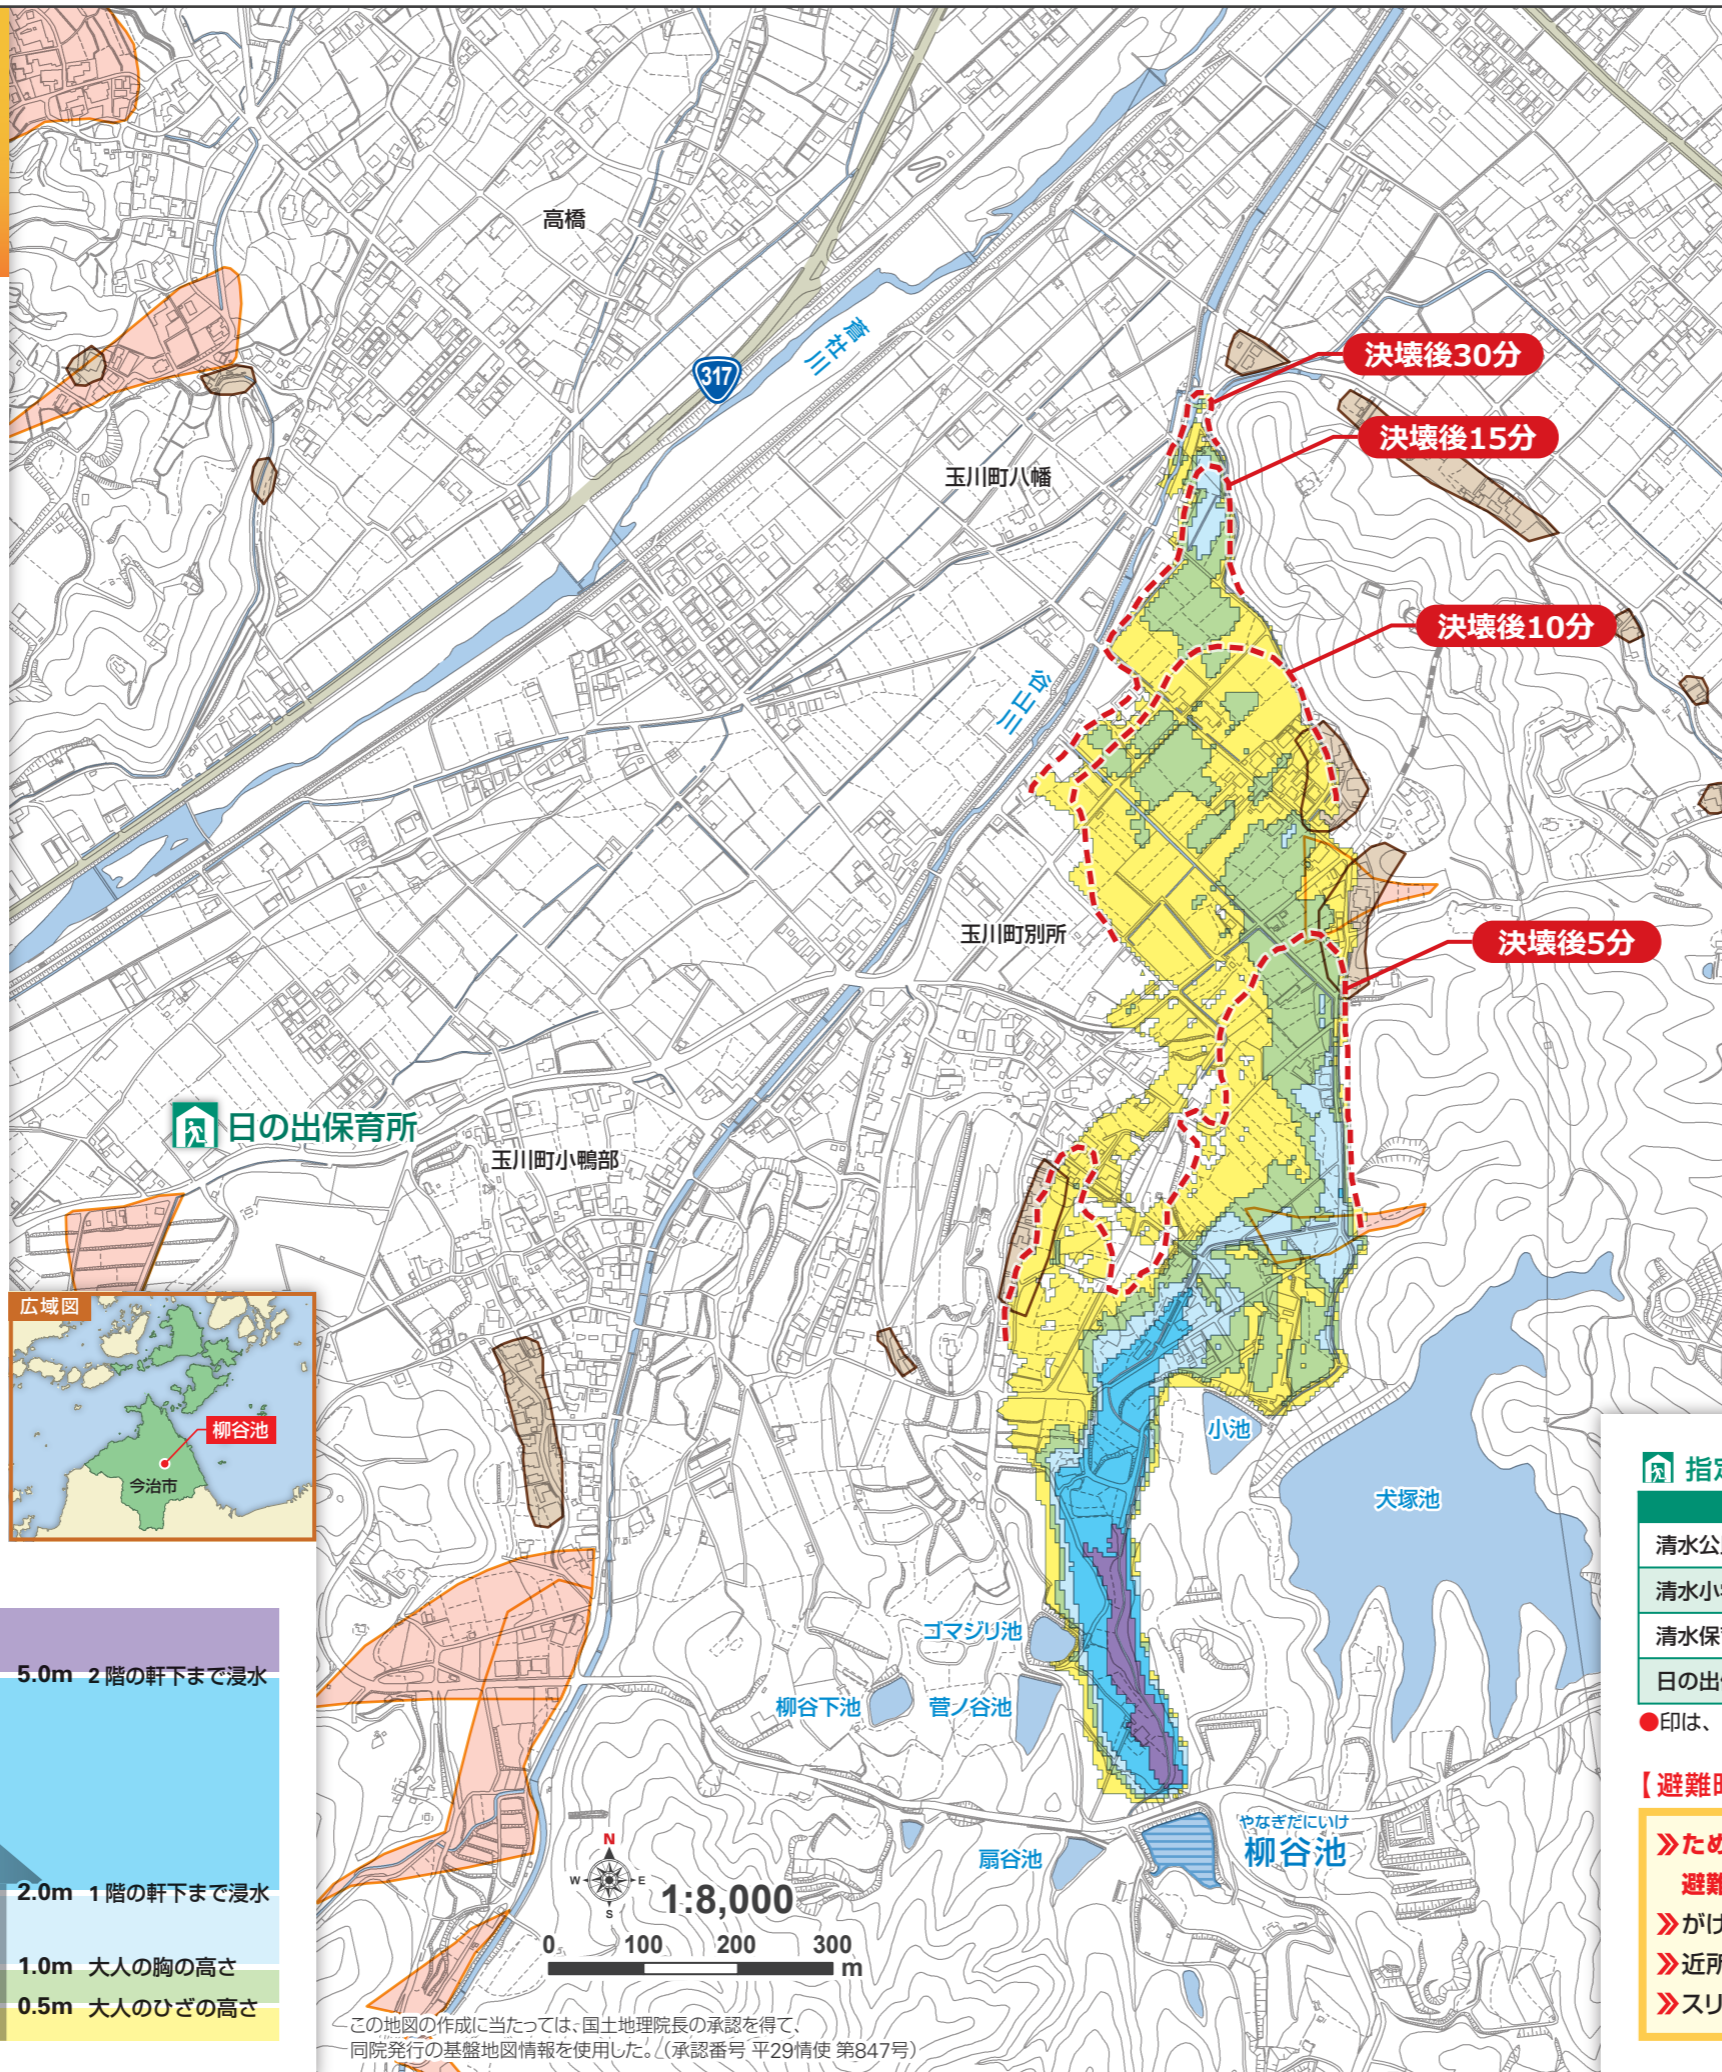 高橋
蒼社川
317
決壊後30分
決壊後15分
玉川町八幡
決壊後10分
谷山川
玉川町別所
決壊後5分
日の出保育所
玉川町小鴨部
広域図
柳谷池
今治市
小池
犬塚池
ゴマジリ池
柳谷下池
菅ノ谷池
扇谷池
やなぎだにいけ
柳谷池
5.0m 2階の軒下まで浸水
2.0m 1階の軒下まで浸水
1.0m 大人の胸の高さ
0.5m 大人のひざの高さ
N
W E
S
1:8,000
0 100 200 300
m
この地図の作成に当たっては、国土地理院長の承認を得て、
同院発行の基盤地図情報を使用した。(承認番号 平29情使 第847号)
指定
清水公
清水小
清水保
日の出
●印は、
【避難
≫ため
避難
≫がけ
≫近所
≫スリ